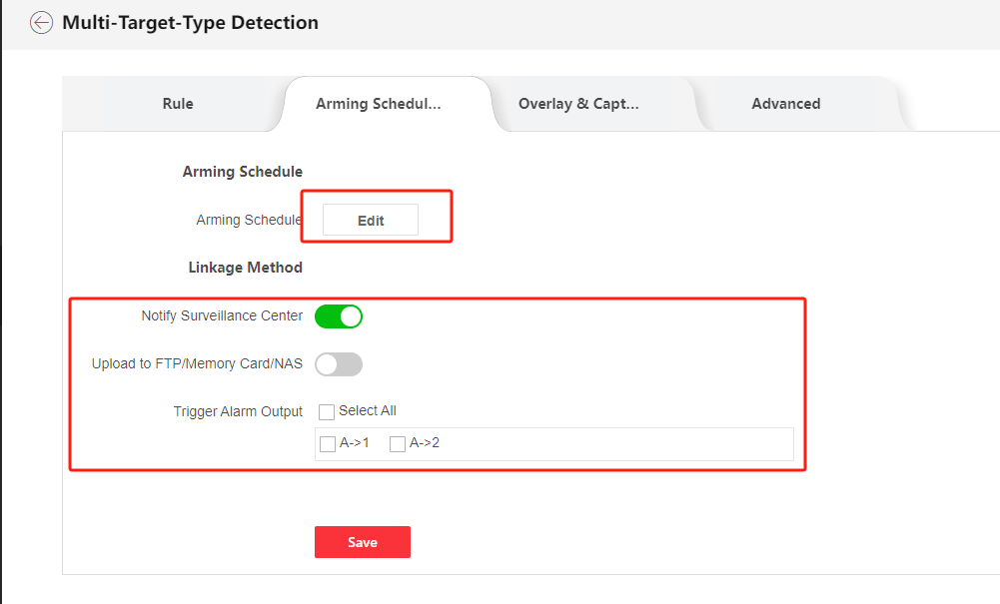 Multi-Target-Type Detection
Rule Arming Schedul... Overlay & Capt... Advanced
Arming Schedule
Arming Schedule Edit
Linkage Method
Notify Surveillance Center
Upload to FTP/Memory Card/NAS
Trigger Alarm Output Select All
A->1 A->2
Save